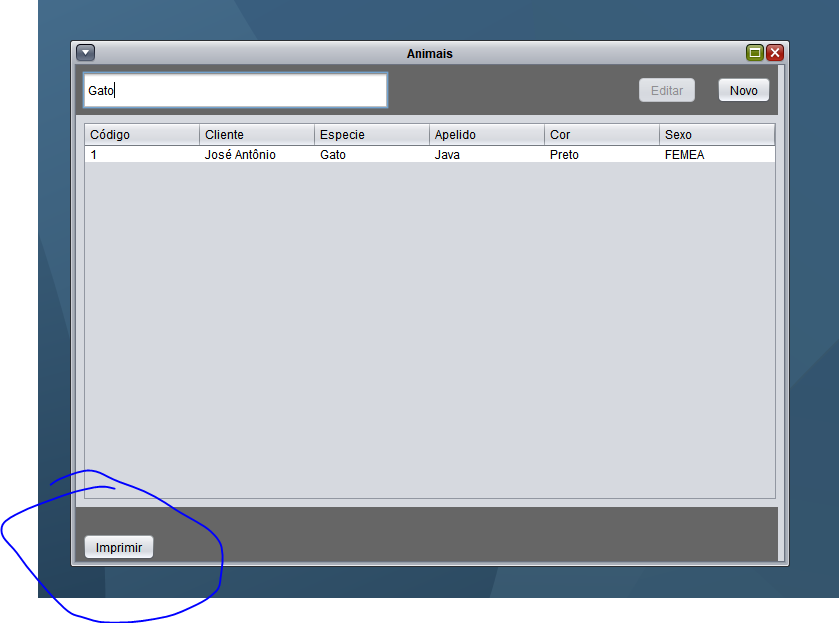 Animais
Gato
Editar
Novo
Código Cliente Especie Apelido Cor Sexo
1 José Antônio Gato Java Preto FEMEA
Imprimir